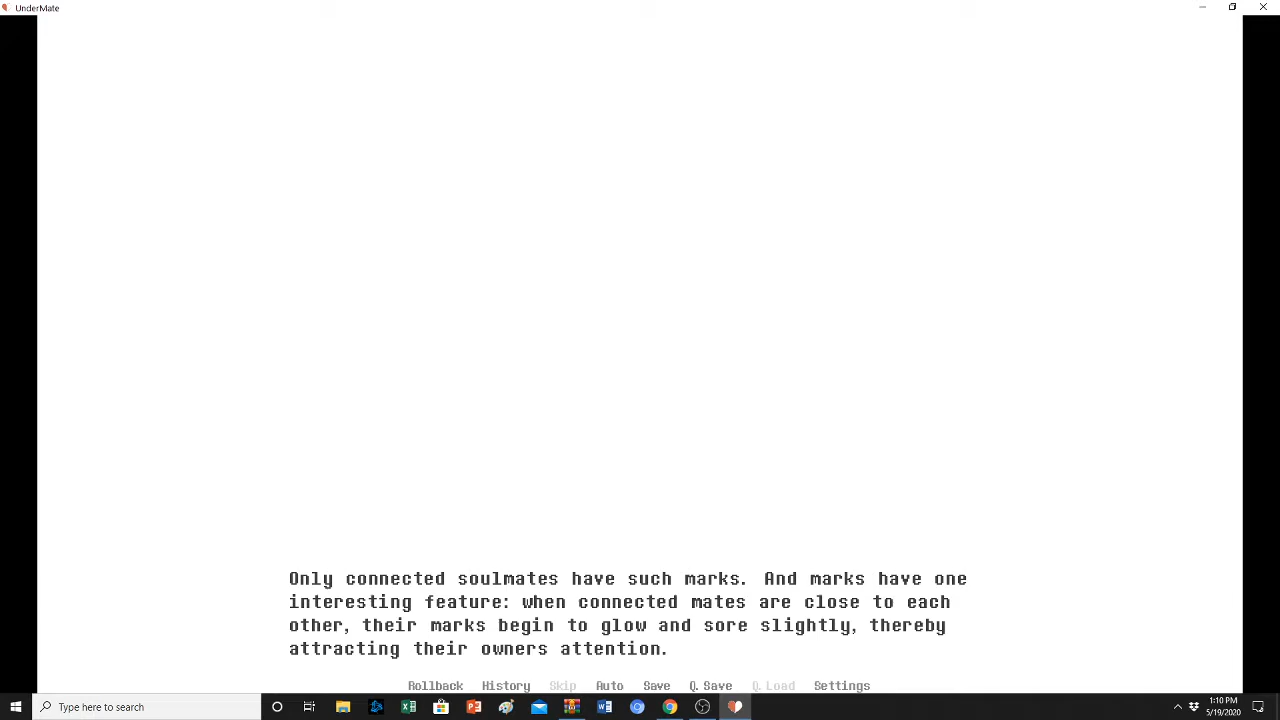 UnderMate
Only connected soulmates have such marks. And marks have one
interesting feature: when connected mates are close to each
other, their marks begin to glow and sore slightly, thereby
attracting their owners attention.
Rollback History Skip Auto Save Q.Save Q.Load Settings
Type here to search
1:10 PM
5/19/2020